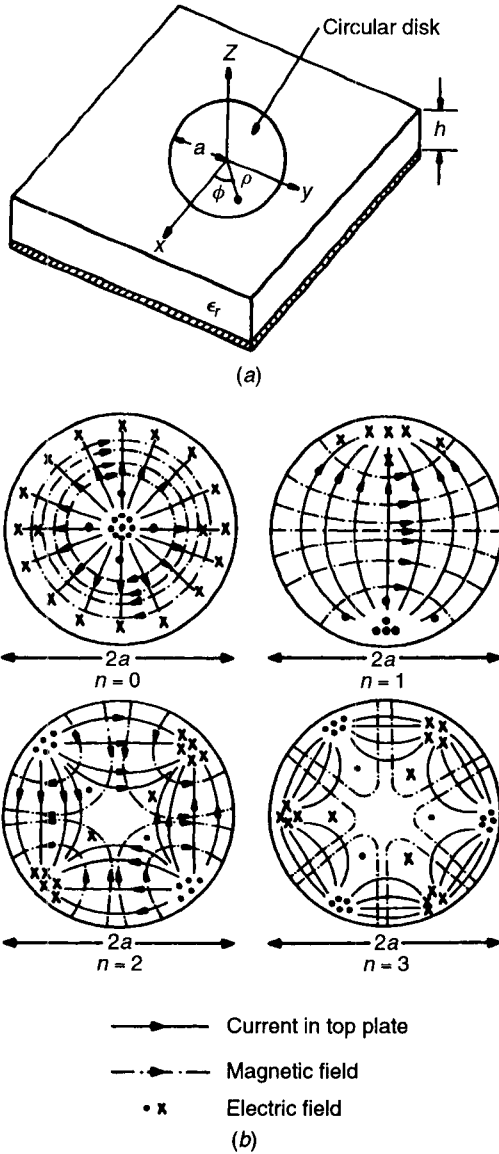 Circular disk
Z
h
a
ρ
y
ϕ
x
ϵr
(a)
2a
n = 0
2a
n = 1
2a
n = 2
2a
n = 3
Current in top plate
Magnetic field
• x Electric field
(b)